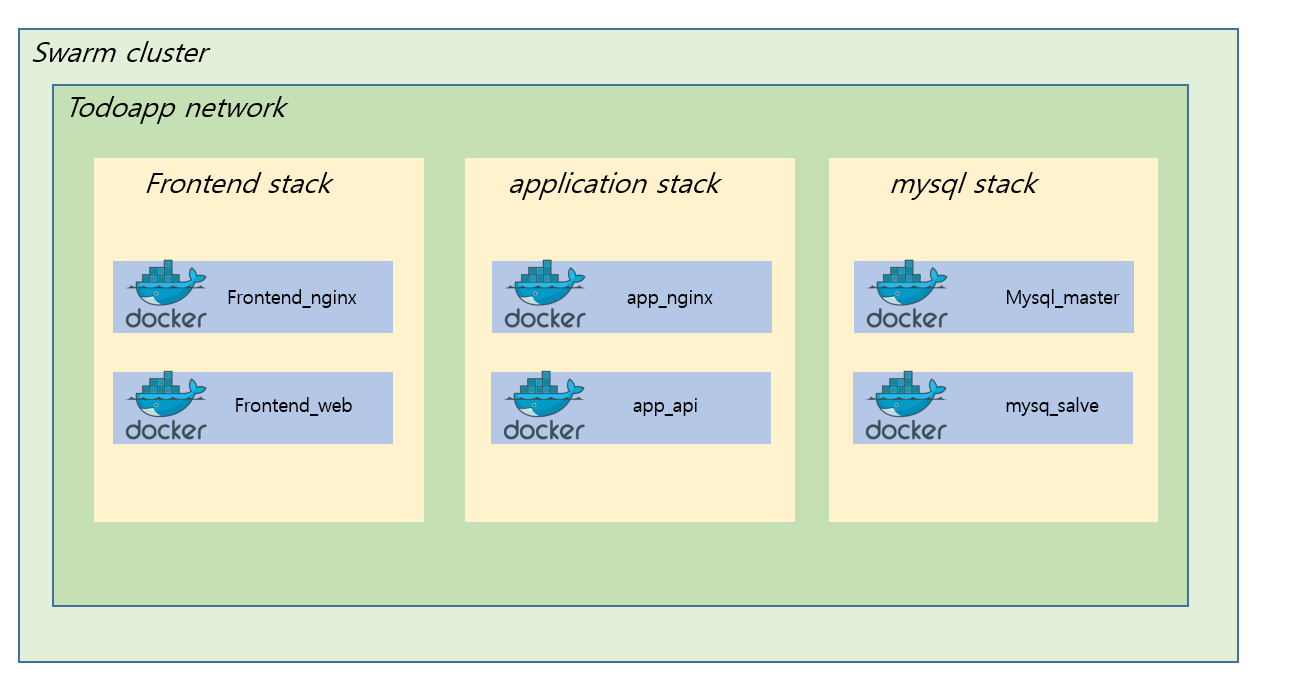 Swarm cluster
Todoapp network
Frontend stack
docker
Frontend_nginx
docker
Frontend_web
application stack
docker
app_nginx
docker
app_api
mysql stack
docker
Mysql_master
docker
mysq_salve